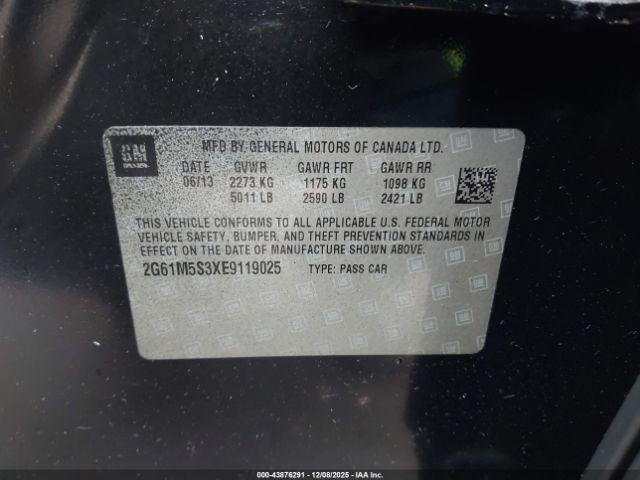 GM
MFD BY GENERAL MOTORS OF CANADA LTD.
DATE GVWR GAWR FRT GAWR RR
06/13 2273 KG 1175 KG 1098 KG
5011 LB 2590 LB 2421 LB
THIS VEHICLE CONFORMS TO ALL APPLICABLE U.S. FEDERAL MOTOR
VEHICLE SAFETY, BUMPER, AND THEFT PREVENTION STANDARDS IN
EFFECT ON THE DATE OF MANUFACTURE SHOWN ABOVE.
2G61M5S3XE9119025 TYPE: PASS CAR
000-43876291 - 12/08/2025 - IAAC